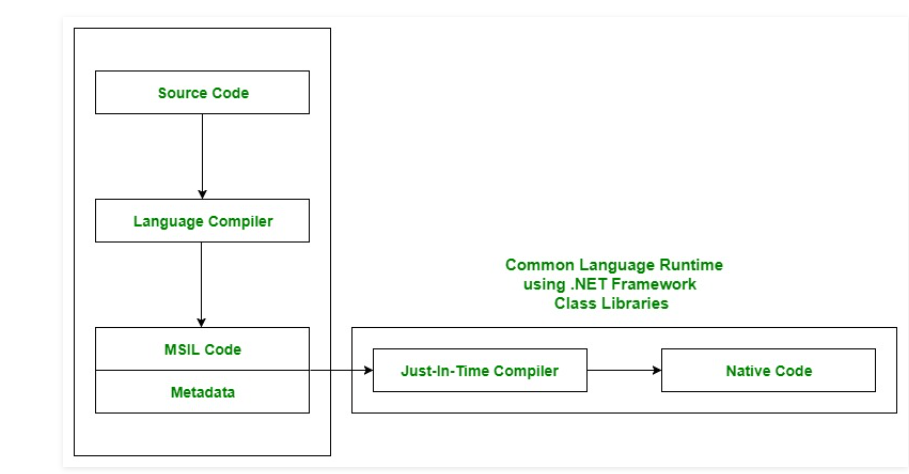 Source Code
Language Compiler
Common Language Runtime
using .NET Framework
Class Libraries
MSIL Code
Metadata
Just-In-Time Compiler
Native Code